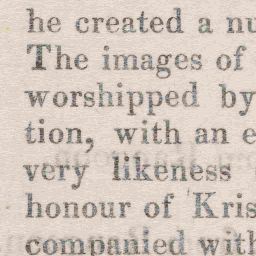 he created a nu
The images of
worshipped by
tion, with an e
very likeness
honour of Kris
companied with